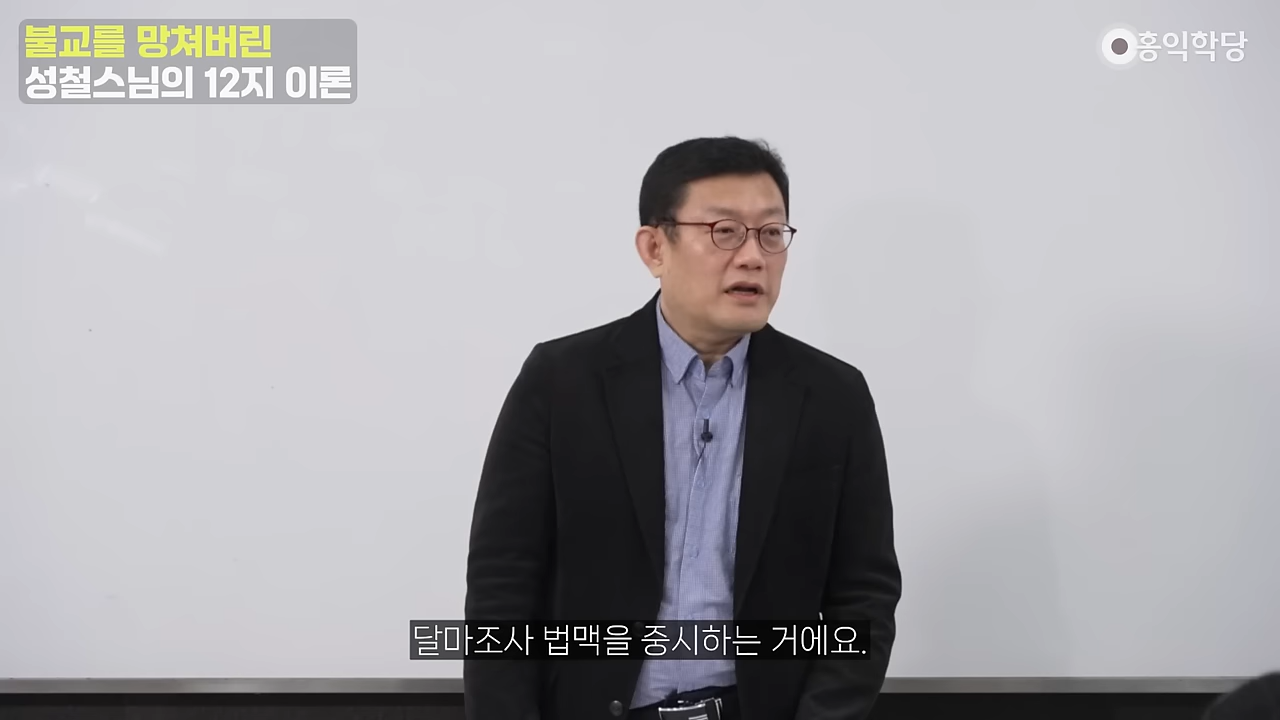 불교를 망쳐버린
성철스님의 12지 이론
홍익학당
달마조사 법맥을 중시하는 거예요.